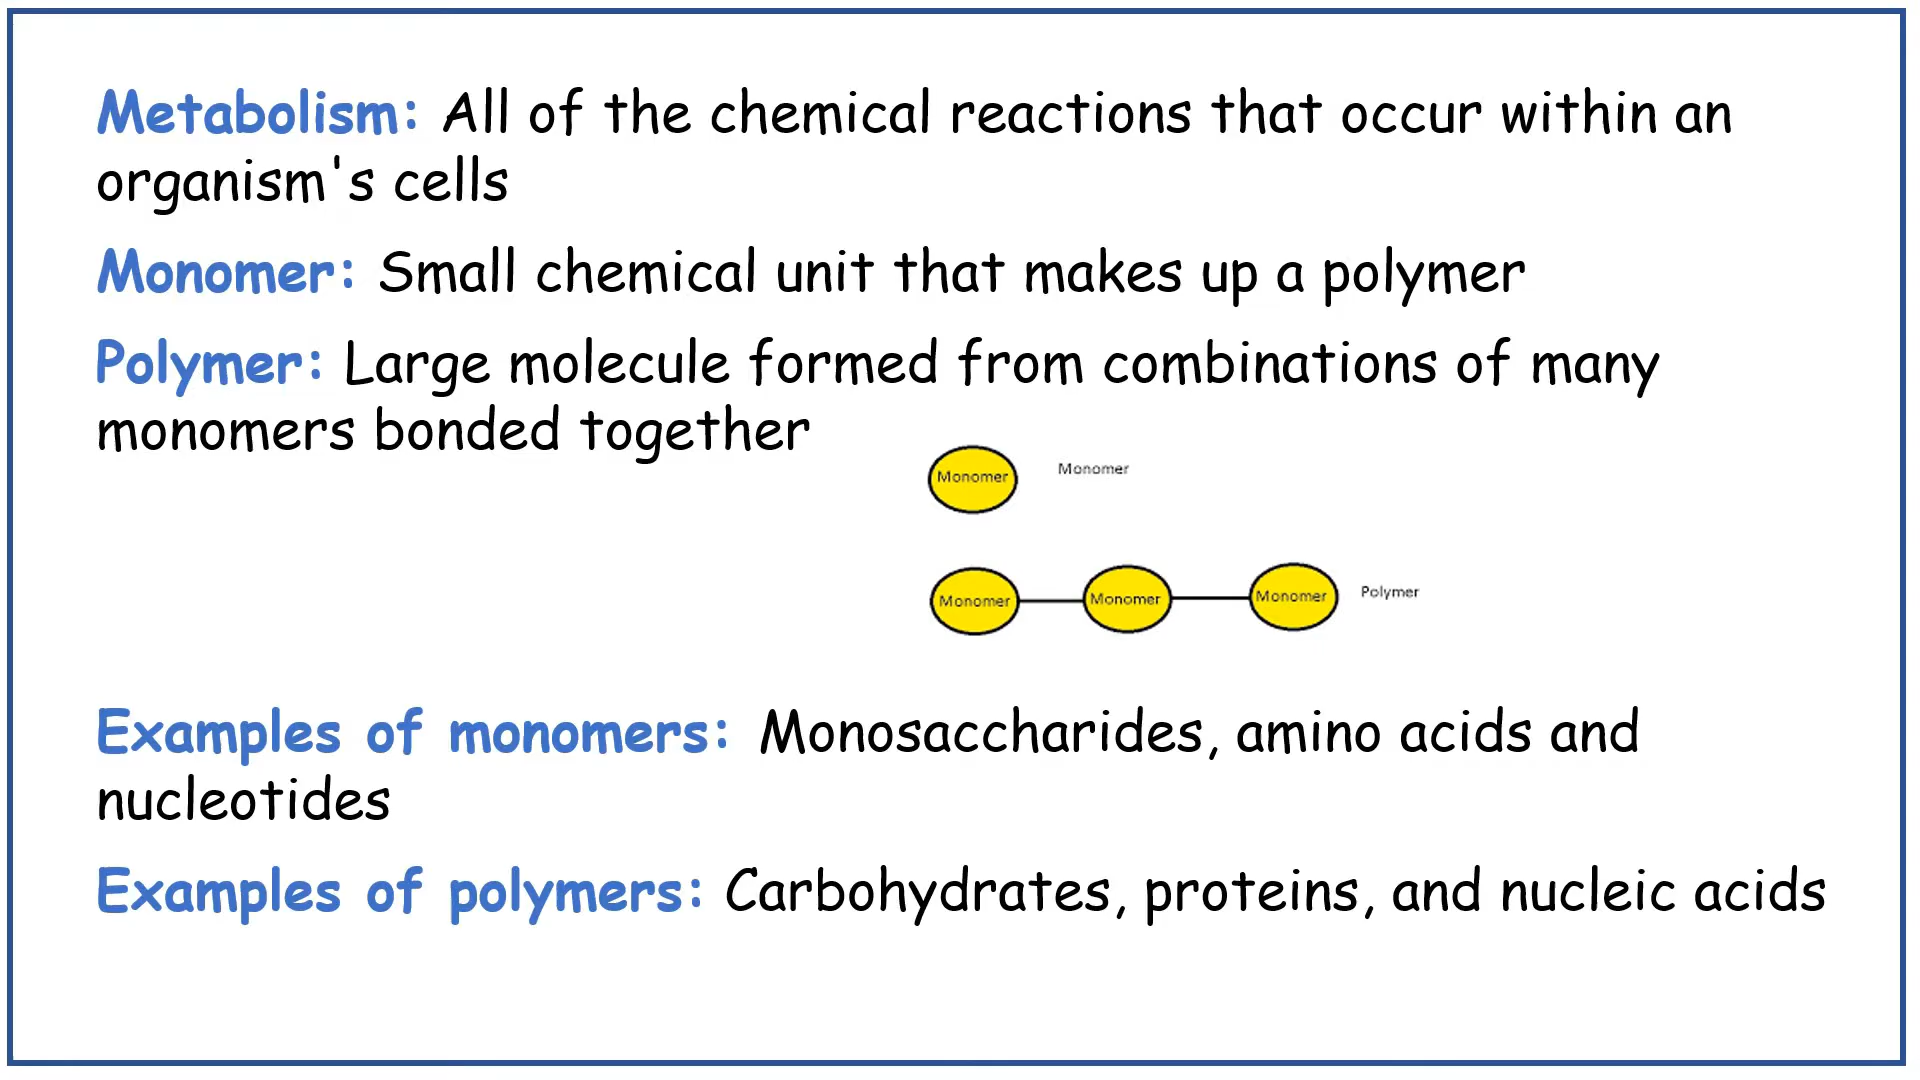 Metabolism: All of the chemical reactions that occur within an
organism's cells
Monomer: Small chemical unit that makes up a polymer
Polymer: Large molecule formed from combinations of many
monomers bonded together
Monomer Monomer
Monomer Monomer Monomer Polymer
Examples of monomers: Monosaccharides, amino acids and
nucleotides
Examples of polymers: Carbohydrates, proteins, and nucleic acids